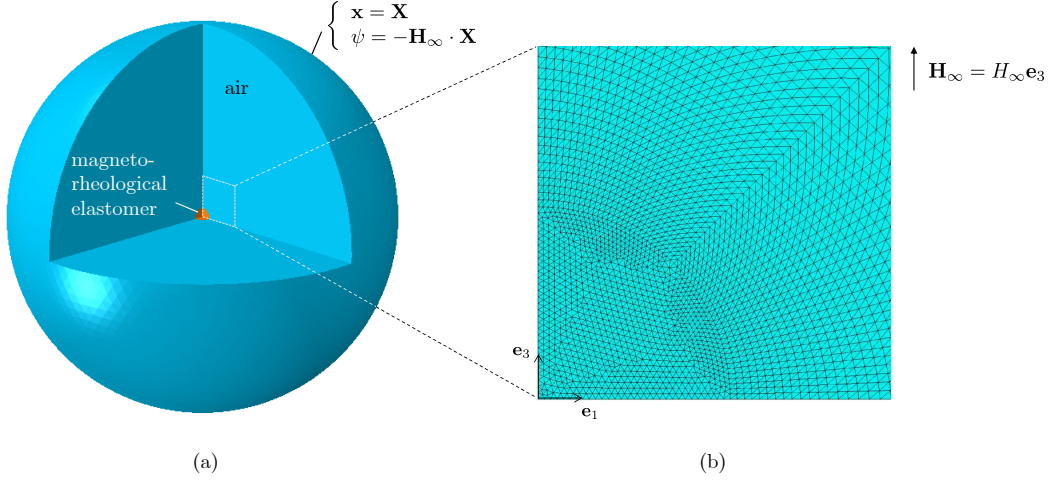 x = X
ψ = −H∞ · X
air
magneto-
rheological
elastomer
H∞ = H∞e3
e3
e1
(a)
(b)